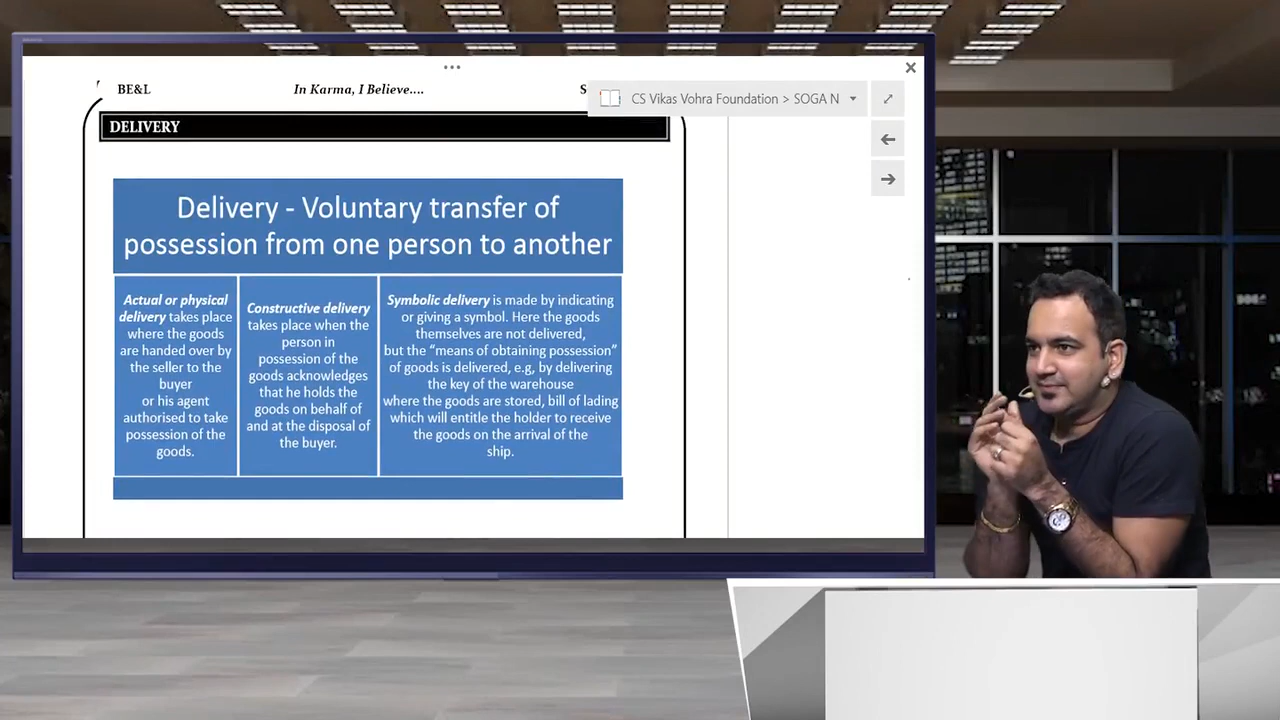 BE&L
In Karma, I Believe....
S
CS Vikas Vohra Foundation > SOGA N
DELIVERY
Delivery - Voluntary transfer of
possession from one person to another
Actual or physical
delivery takes place
where the goods
are handed over by
the seller to the
buyer
or his agent
authorised to take
possession of the
goods.
Constructive delivery
takes place when the
person in
possession of the
goods acknowledges
that he holds the
goods on behalf of
and at the disposal of
the buyer.
Symbolic delivery is made by indicating
or giving a symbol. Here the goods
themselves are not delivered,
but the “means of obtaining possession”
of goods is delivered, e.g, by delivering
the key of the warehouse
where the goods are stored, bill of lading
which will entitle the holder to receive
the goods on the arrival of the
ship.